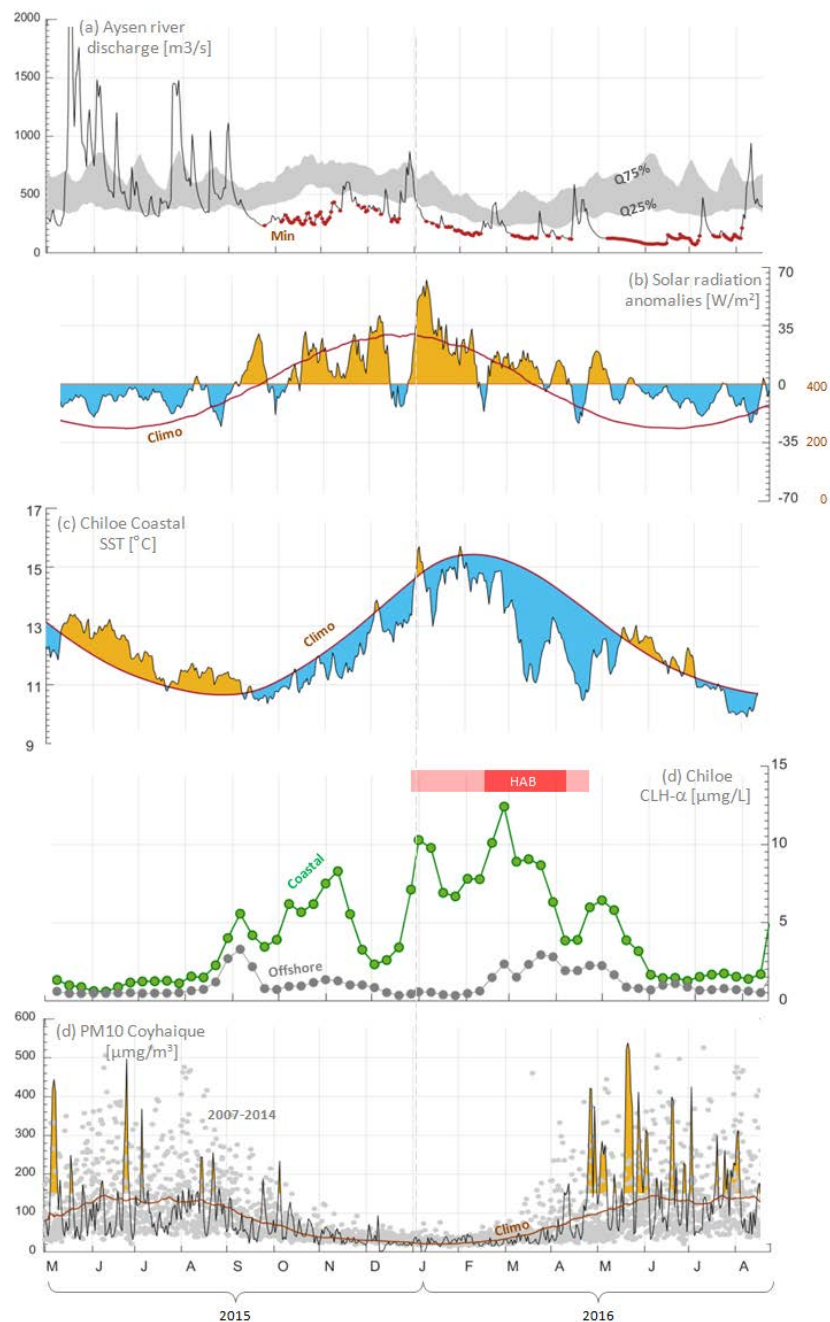 2000
(a) Aysen river
discharge [m3/s]
1500
1000
500
0
Q75%
Q25%
Min
(b) Solar radiation
anomalies [W/m²]
70
35
0
-35
-70
400
200
0
Climo
17
(c) Chiloe Coastal
SST [°C]
15
13
11
9
Climo
HAB
(d) Chiloe
CLH-α [µmg/L]
15
10
5
0
Coastal
Offshore
600
(d) PM10 Coyhaique
[µmg/m³]
500
400
300
200
100
0
2007-2014
Climo
M J J A S O N D J F M A M J J A
2015 2016